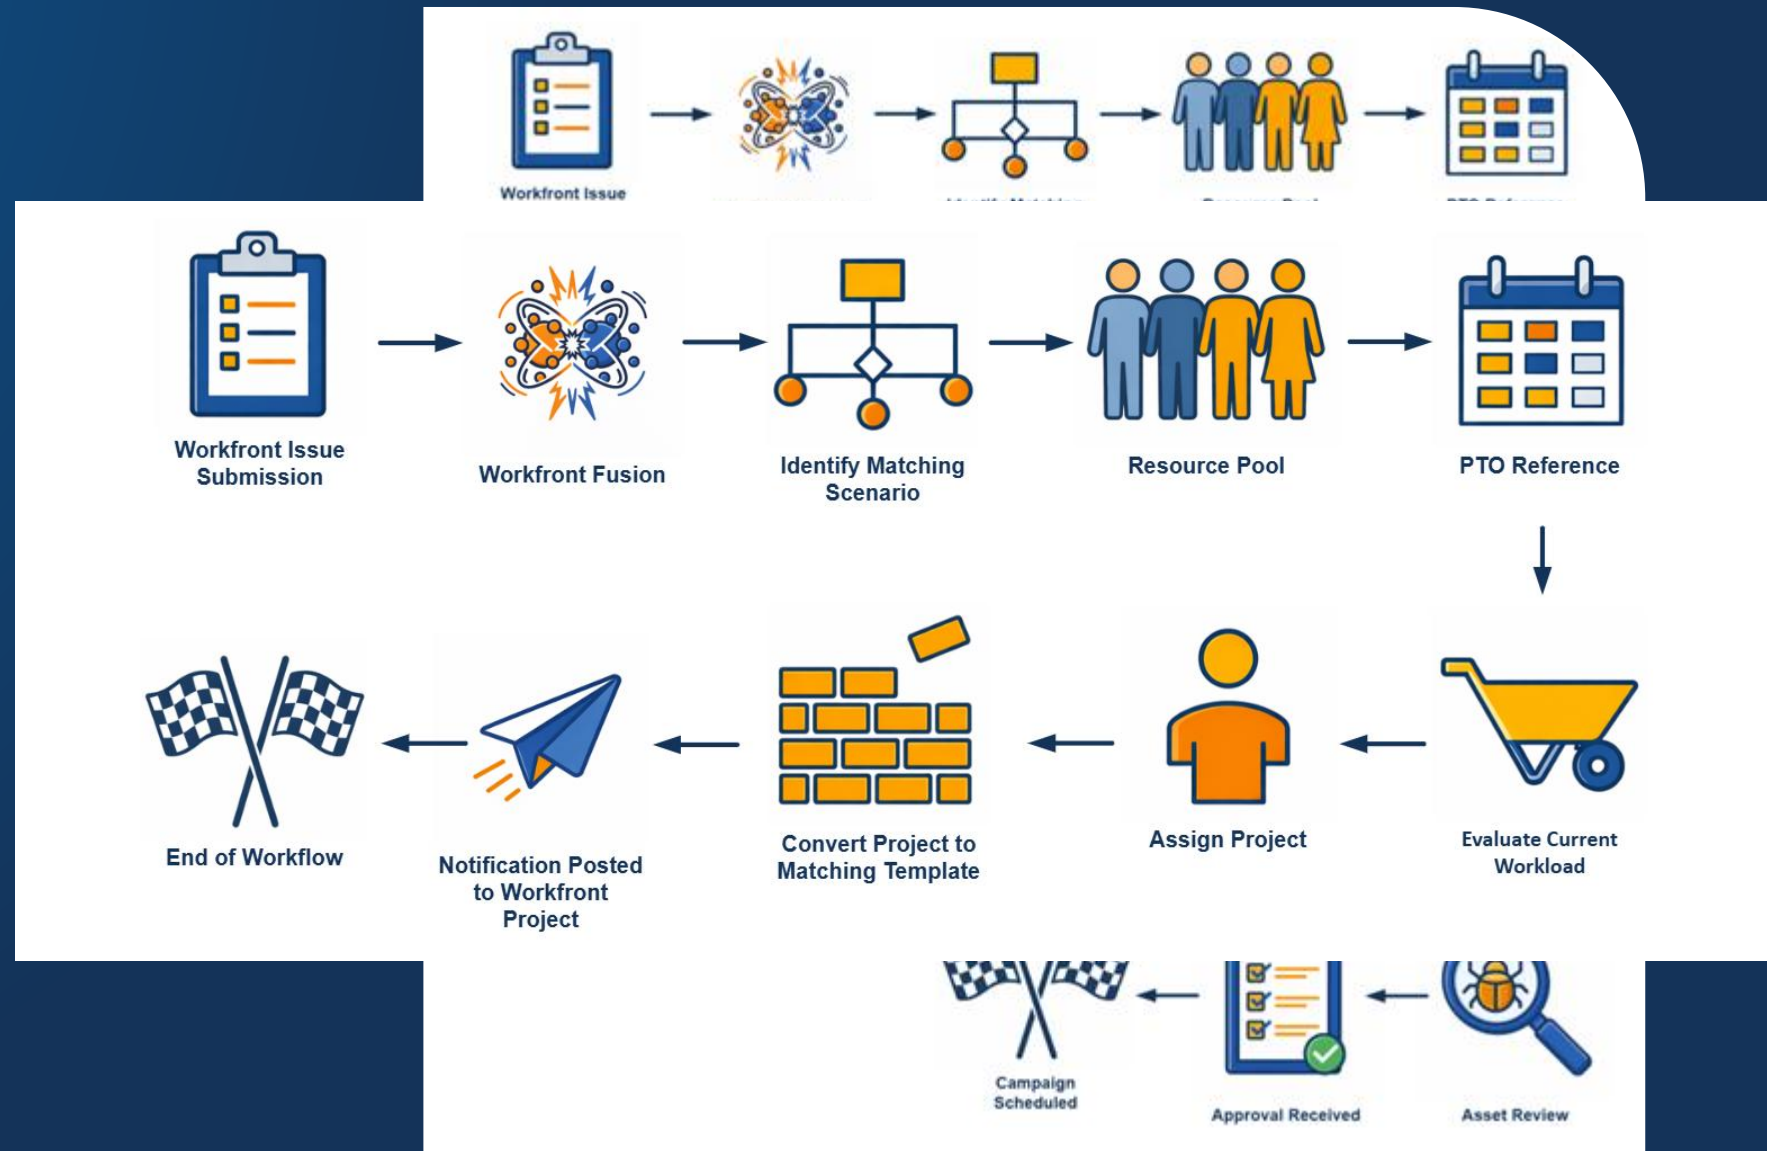 Workfront Issue
Workfront Issue
Submission
Workfront Fusion
Identify Matching
Scenario
Resource Pool
PTO Reference
End of Workflow
Notification Posted
to Workfront
Project
Convert Project to
Matching Template
Assign Project
Evaluate Current
Workload
Campaign
Scheduled
Approval Received
Asset Review